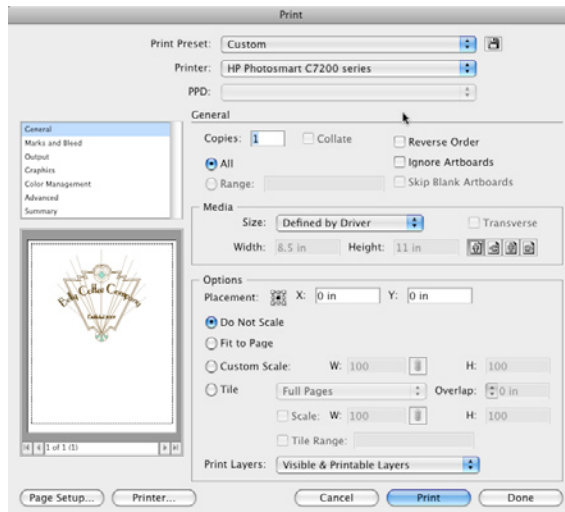 Print
Print Preset: Custom
Printer: HP Photosmart C7200 series
PPD:
General
Marks and Bleed
Output
Graphics
Color Management
Advanced
Summary
General
Copies: 1 Collate Reverse Order
All Ignore Artboards
Range: Skip Blank Artboards
Media
Size: Defined by Driver Transverse
Width: 8.5 in Height: 11 in
Options
Placement: X: 0 in Y: 0 in
Do Not Scale
Fit to Page
Custom Scale: W: 100 H: 100
Tile Full Pages Overlap: 0 in
Scale: W: 100 H: 100
Tile Range:
Print Layers: Visible & Printable Layers
Coffee Company
1 of 1 (1)
Page Setup... Printer... Cancel Print Done